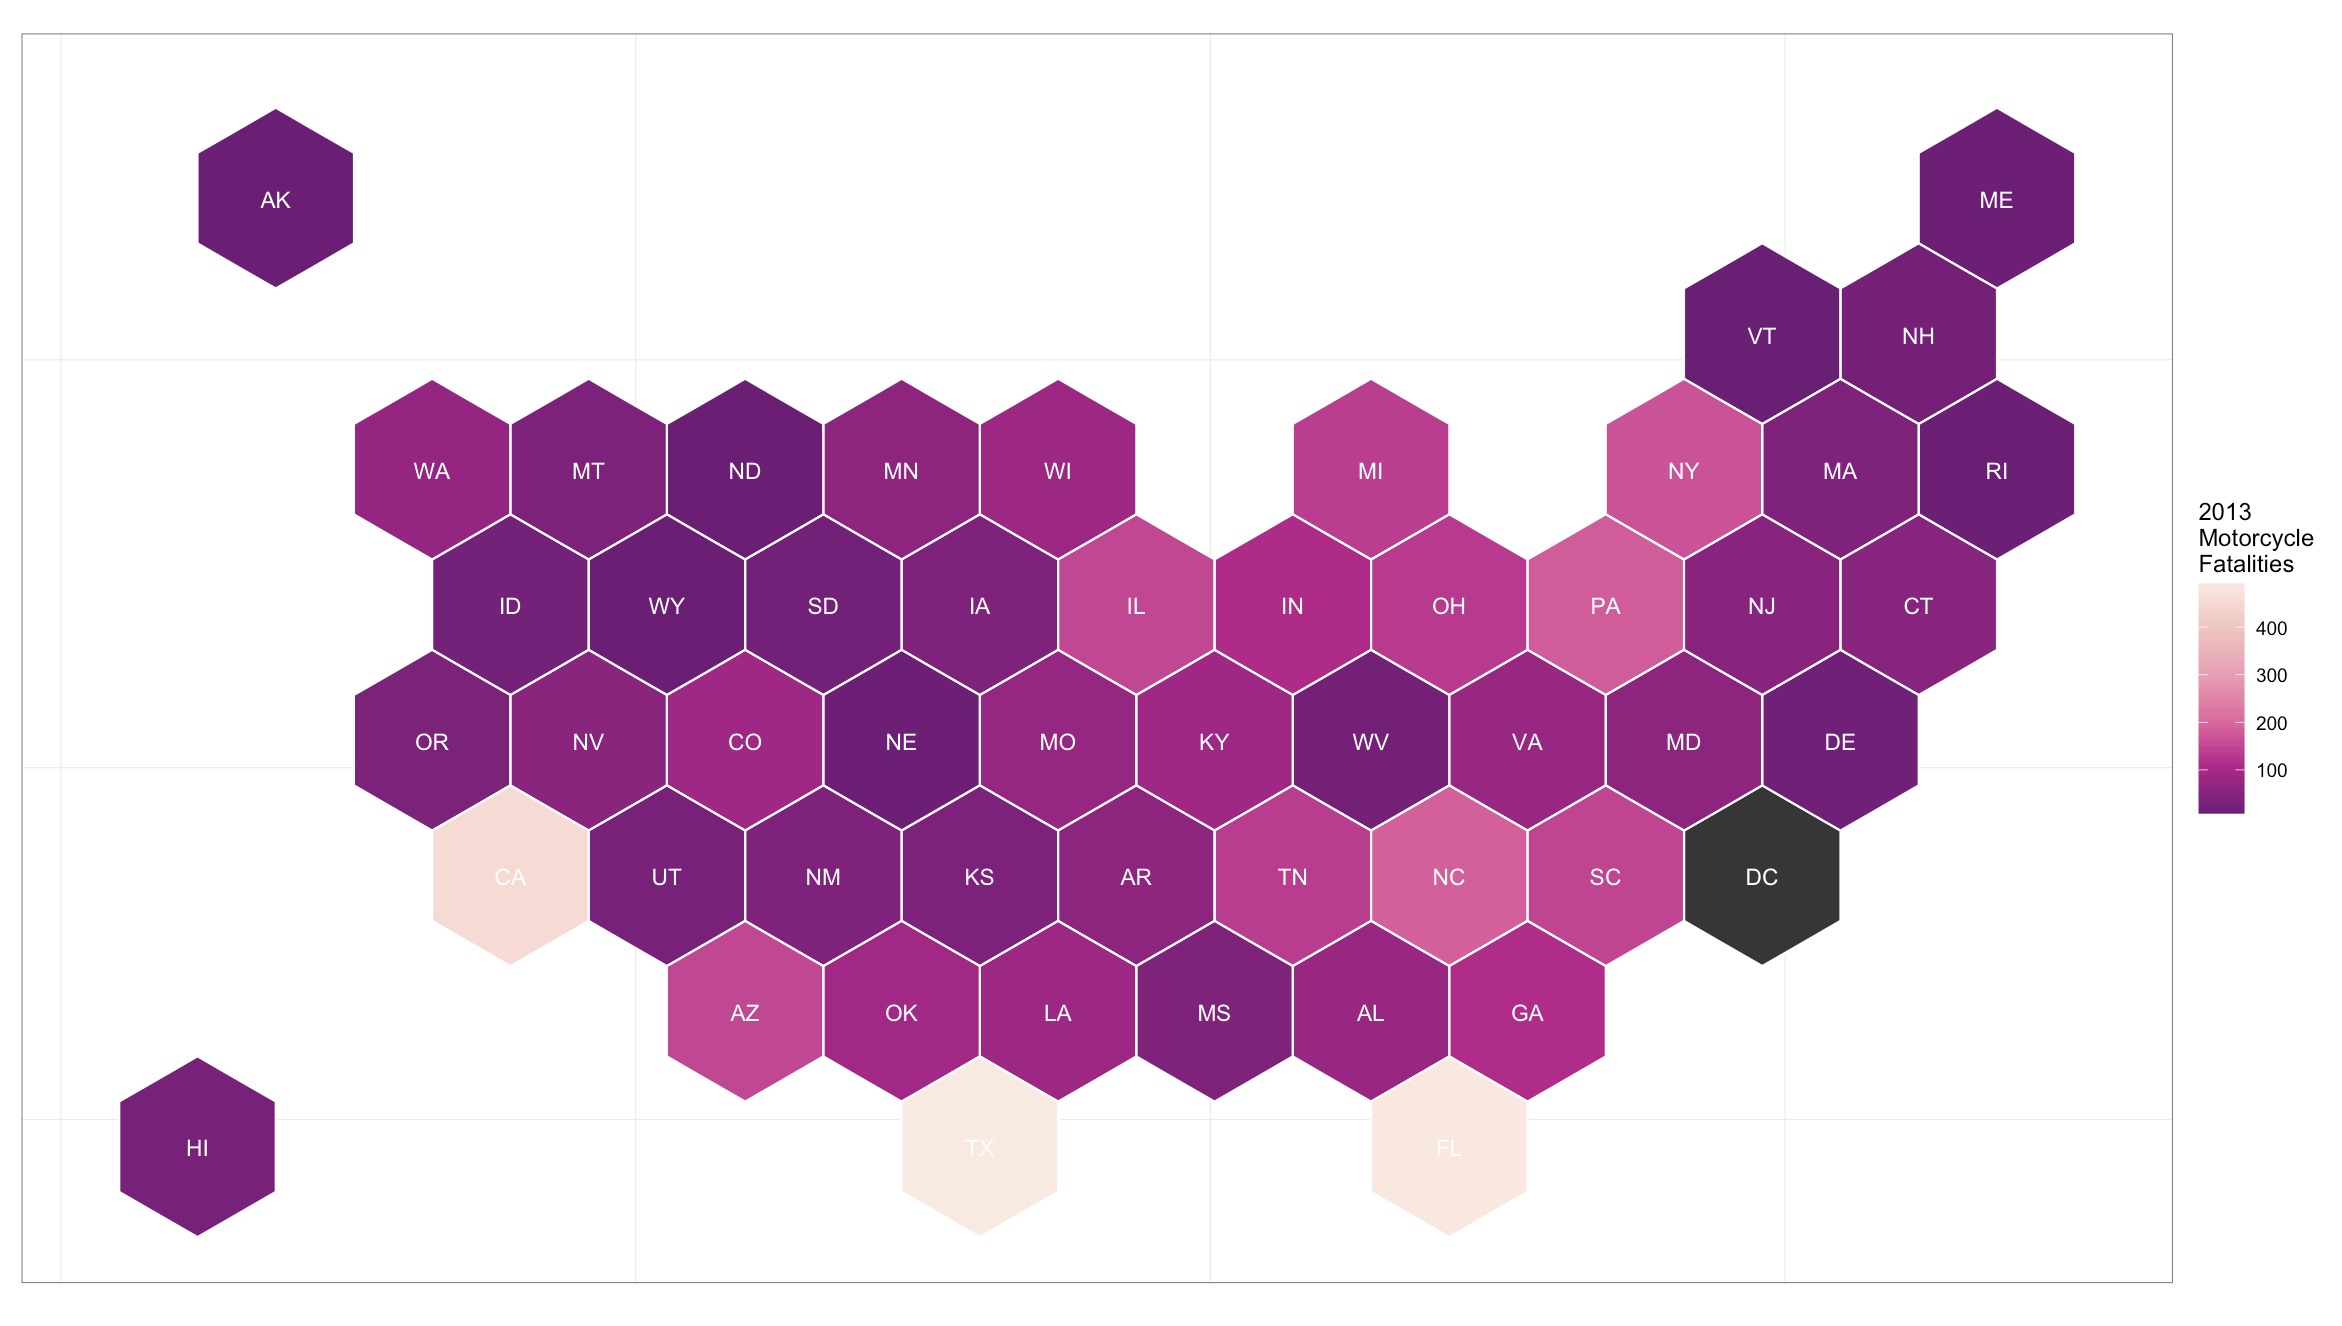 AK
ME
VT
NH
WA
MT
ND
MN
WI
MI
NY
MA
RI
ID
WY
SD
IA
IL
IN
OH
PA
NJ
CT
OR
NV
CO
NE
MO
KY
WV
VA
MD
DE
CA
UT
NM
KS
AR
TN
NC
SC
DC
AZ
OK
LA
MS
AL
GA
HI
TX
FL
2013
Motorcycle
Fatalities
400
300
200
100